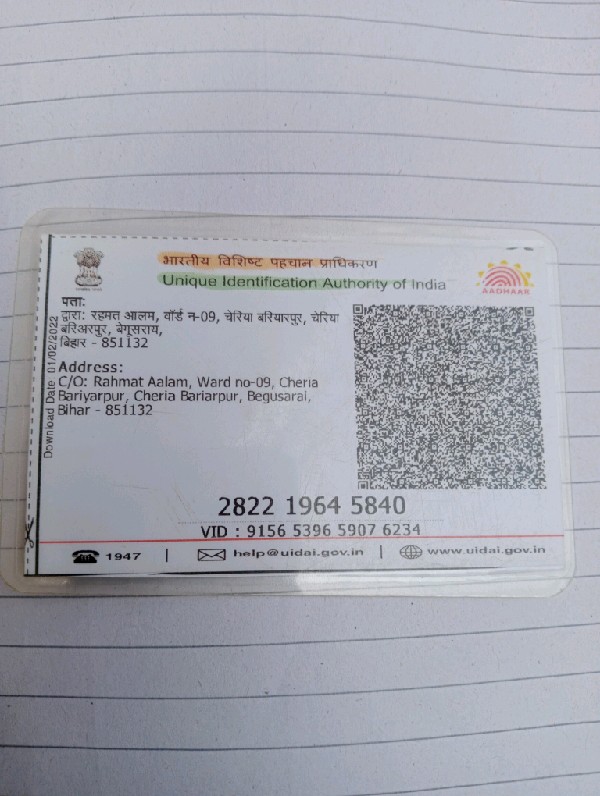 भारतीय विशिष्ट पहचान प्राधिकरण
Unique Identification Authority of India
AADHAAR
पता:
द्वारा: रहमत आलम, वॉर्ड न-09, चेरिया बरियारपुर, चेरिया
बरिअरपुर, बेगूसराय,
बिहार - 851132
Address:
C/O: Rahmat Aalam, Ward no-09, Cheria
Bariyarpur, Cheria Bariarpur, Begusarai,
Bihar - 851132
Download Date: 01/02/2022
2822 1964 5840
VID : 9156 5396 5907 6234
1947 | help@uidai.gov.in | www.uidai.gov.in